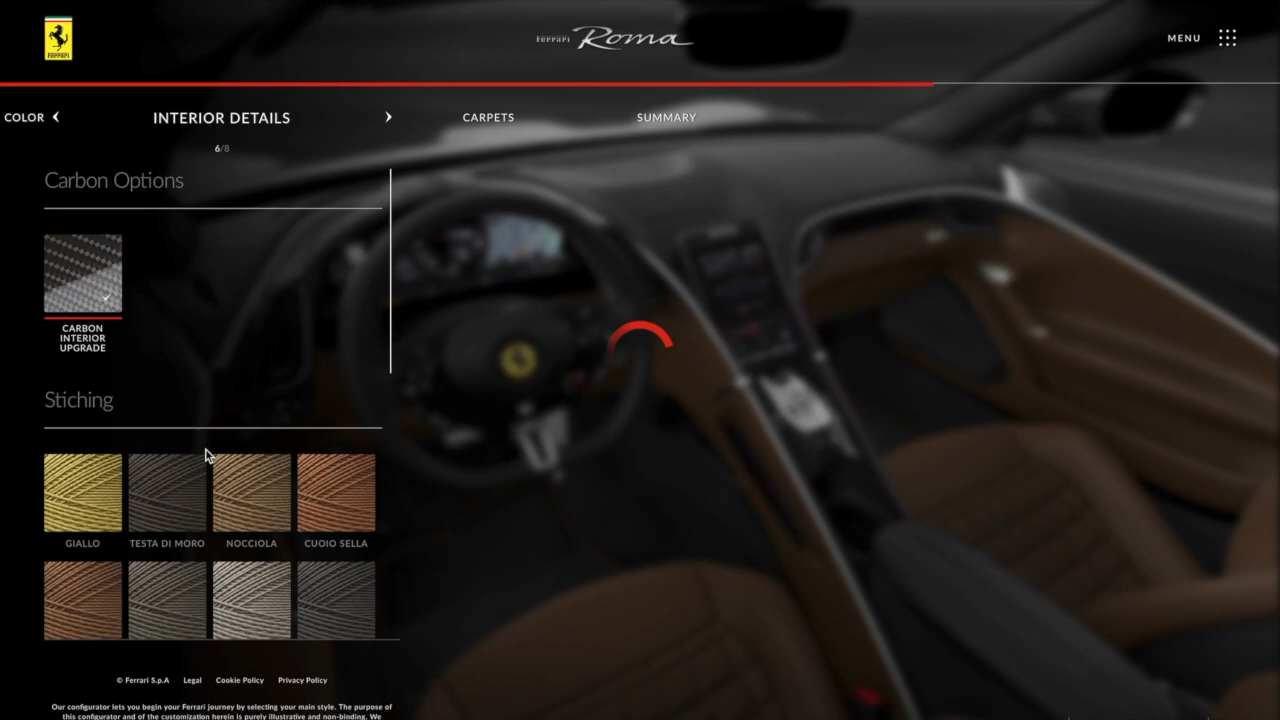 Ferrari
Ferrari Roma
MENU
COLOR INTERIOR DETAILS CARPETS SUMMARY
6/8
Carbon Options
CARBON
INTERIOR
UPGRADE
Stiching
GIALLO TESTA DI MORO NOCCIOLA CUOIO SELLA
© Ferrari S.p.A Legal Cookie Policy Privacy Policy
Our configurator lets you begin your Ferrari journey by selecting your main style. The purpose of
this configurator and of the customization herein is purely illustrative and non-binding. We